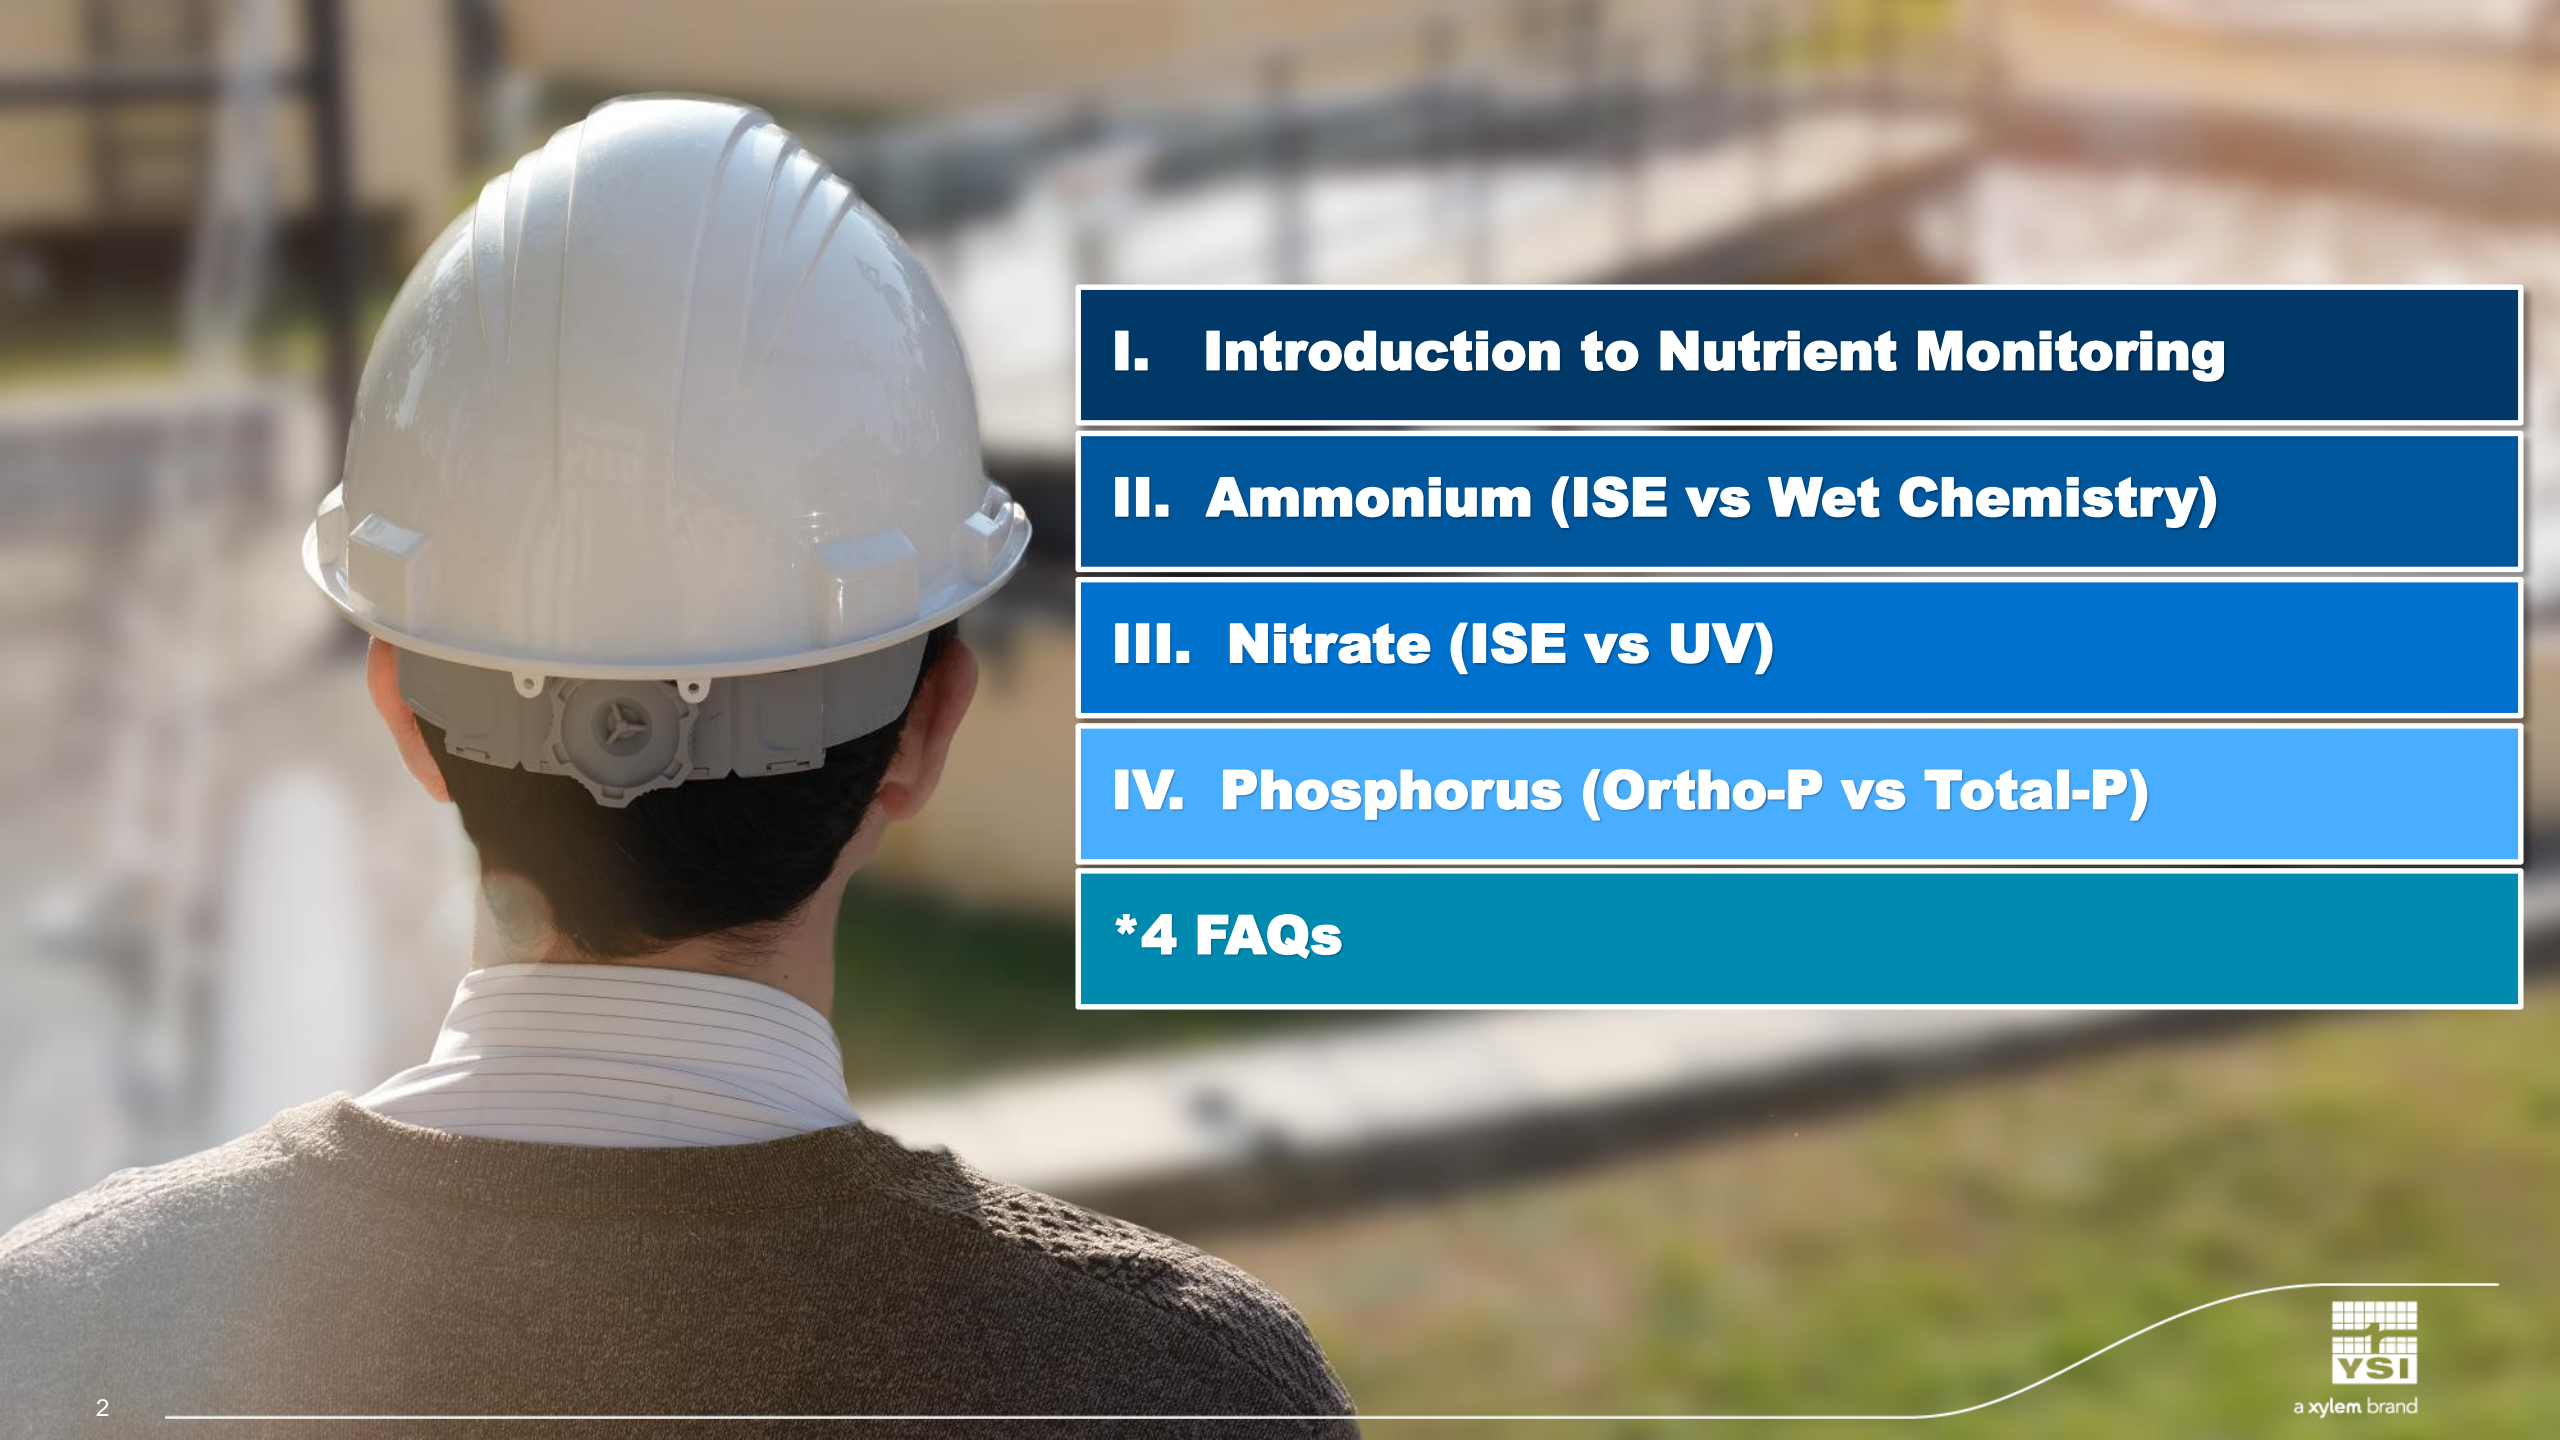 I. Introduction to Nutrient Monitoring
II. Ammonium (ISE vs Wet Chemistry)
III. Nitrate (ISE vs UV)
IV. Phosphorus (Ortho-P vs Total-P)
*4 FAQs
YSI
a xylem brand
2